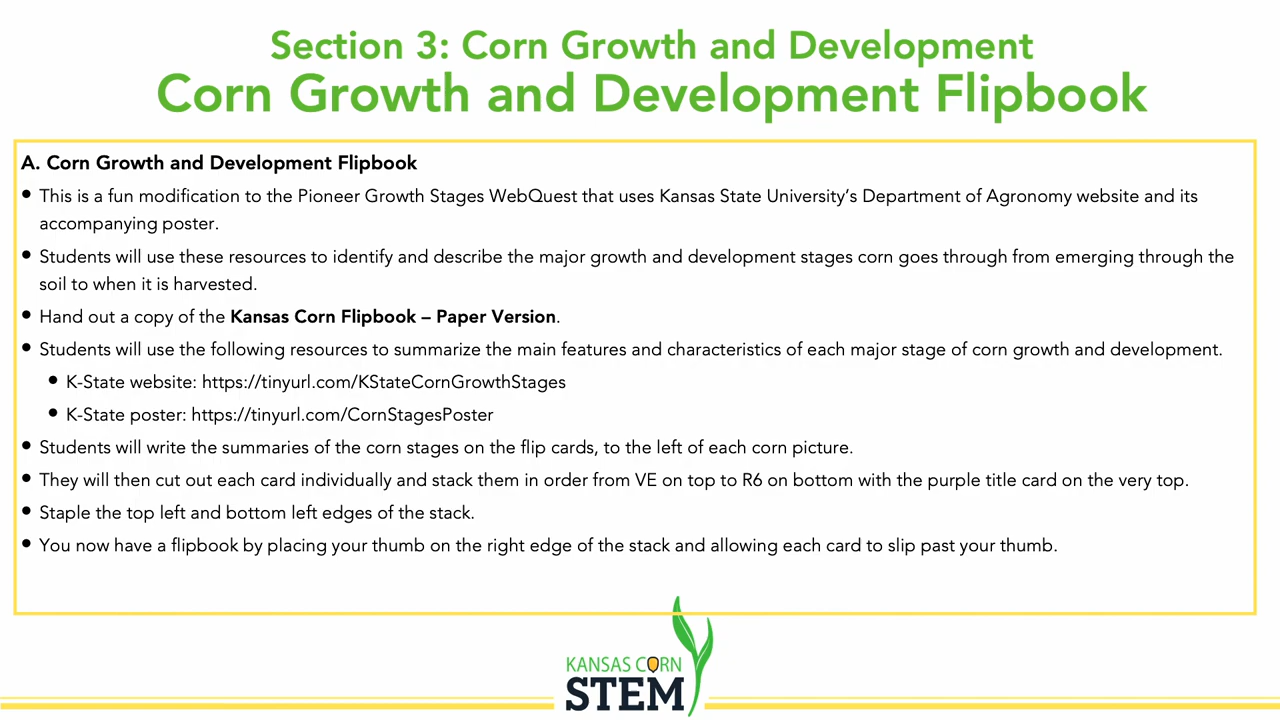 Section 3: Corn Growth and Development
Corn Growth and Development Flipbook
A. Corn Growth and Development Flipbook
• This is a fun modification to the Pioneer Growth Stages WebQuest that uses Kansas State University’s Department of Agronomy website and its
accompanying poster.
• Students will use these resources to identify and describe the major growth and development stages corn goes through from emerging through the
soil to when it is harvested.
• Hand out a copy of the Kansas Corn Flipbook – Paper Version.
• Students will use the following resources to summarize the main features and characteristics of each major stage of corn growth and development.
• K-State website: https://tinyurl.com/KStateCornGrowthStages
• K-State poster: https://tinyurl.com/CornStagesPoster
• Students will write the summaries of the corn stages on the flip cards, to the left of each corn picture.
• They will then cut out each card individually and stack them in order from VE on top to R6 on bottom with the purple title card on the very top.
• Staple the top left and bottom left edges of the stack.
• You now have a flipbook by placing your thumb on the right edge of the stack and allowing each card to slip past your thumb.
KANSAS CORN
STEM